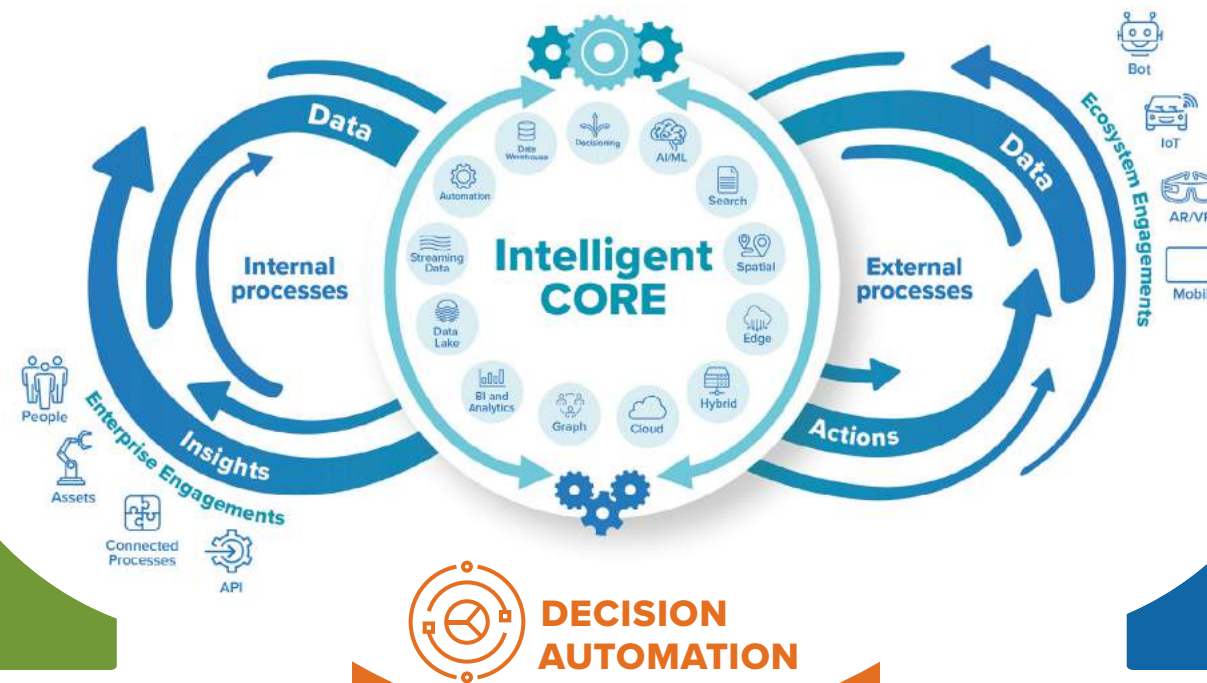 Bot
IoT
AR/VR
Mobil
Ecosystem Engagements
Data
Data
Data
Warehouse
Decisioning
AI/ML
Automation
Search
Streaming
Data
Spatial
Intelligent
CORE
Internal
processes
External
processes
Data
Lake
Edge
BI and
Analytics
Hybrid
Graph
Cloud
Insights
Actions
Enterprise Engagements
People
Assets
Connected
Processes
API
DECISION
AUTOMATION